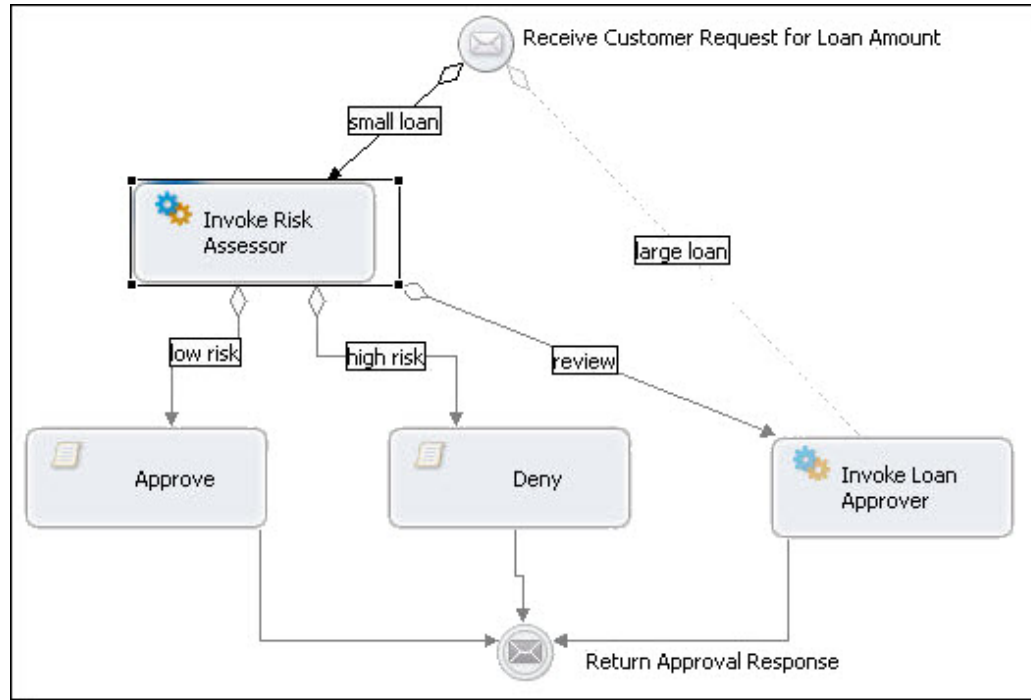 Receive Customer Request for Loan Amount
small loan
Invoke Risk
Assessor
large loan
low risk
high risk
review
Approve
Deny
Invoke Loan
Approver
Return Approval Response